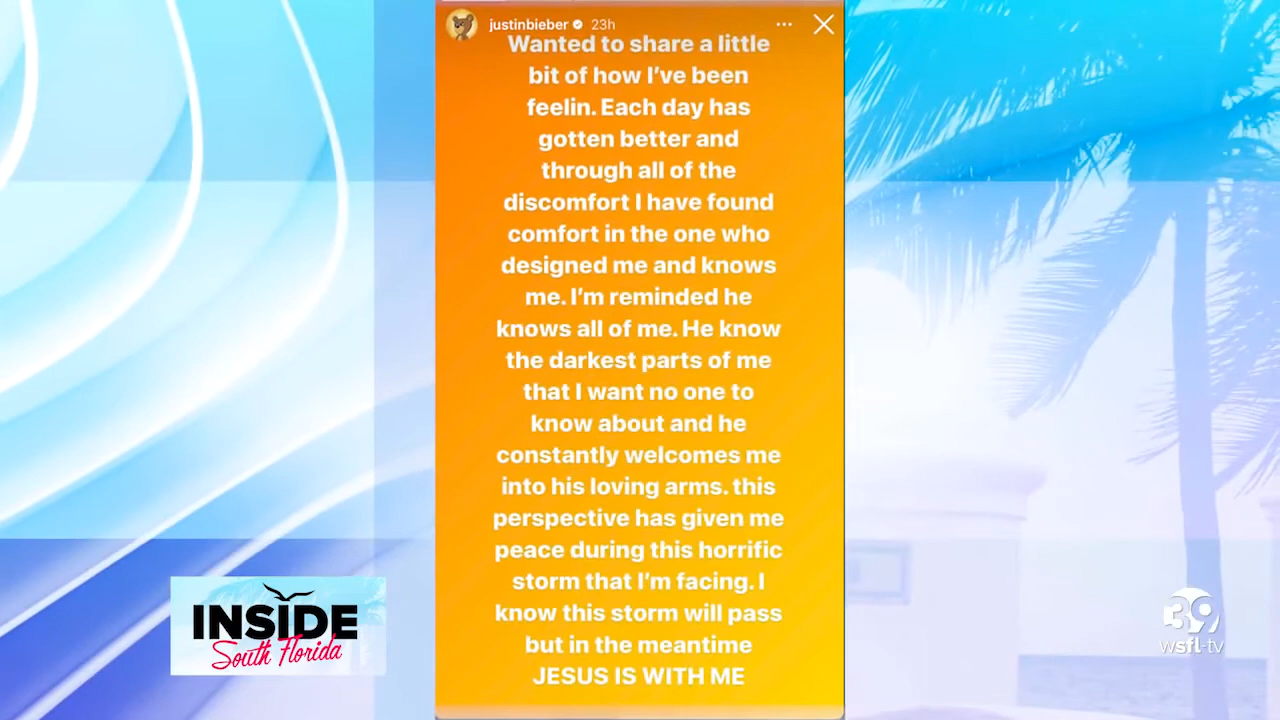 justinbieber 23h
Wanted to share a little
bit of how I've been
feelin. Each day has
gotten better and
through all of the
discomfort I have found
comfort in the one who
designed me and knows
me. I'm reminded he
knows all of me. He know
the darkest parts of me
that I want no one to
know about and he
constantly welcomes me
into his loving arms. this
perspective has given me
peace during this horrific
storm that I'm facing. I
know this storm will pass
but in the meantime
JESUS IS WITH ME
INSIDE
South Florida
39
wsfl-tv